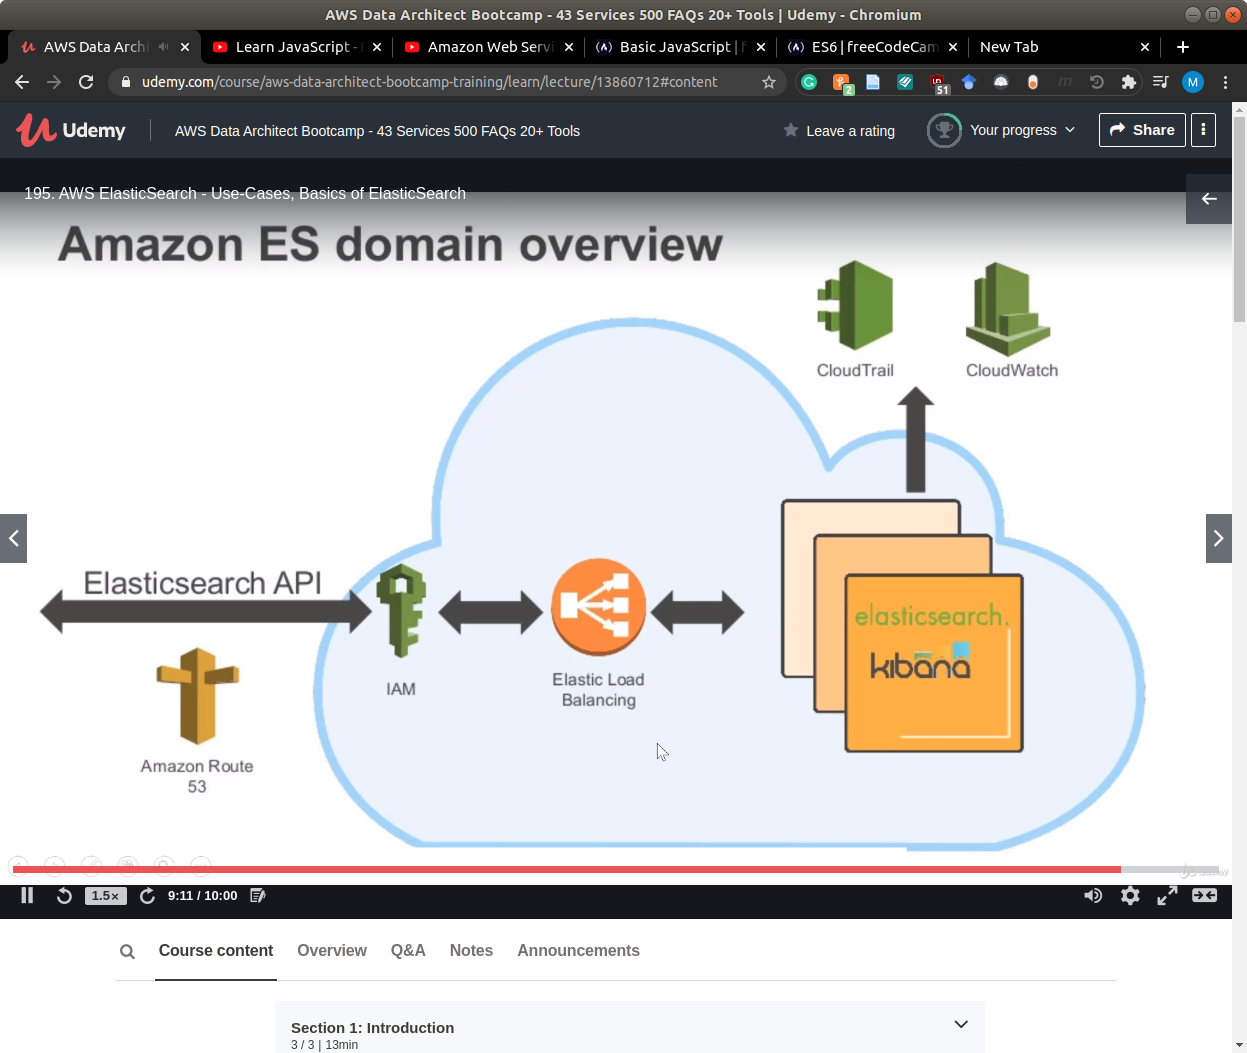 AWS Data Architect Bootcamp - 43 Services 500 FAQs 20+ Tools | Udemy - Chromium
AWS Data Archi
Learn JavaScript -
Amazon Web Servi
Basic JavaScript | f
ES6 | freeCodeCam
New Tab
udemy.com/course/aws-data-architect-bootcamp-training/learn/lecture/13860712#content
2
51
M
Udemy
AWS Data Architect Bootcamp - 43 Services 500 FAQs 20+ Tools
Leave a rating
Your progress
Share
195. AWS ElasticSearch - Use-Cases, Basics of ElasticSearch
Amazon ES domain overview
CloudTrail
CloudWatch
Elasticsearch API
elasticsearch.
kibana
IAM
Elastic Load
Balancing
Amazon Route
53
1.5×
9:11 / 10:00
Course content
Overview
Q&A
Notes
Announcements
Section 1: Introduction
3 / 3 | 13min